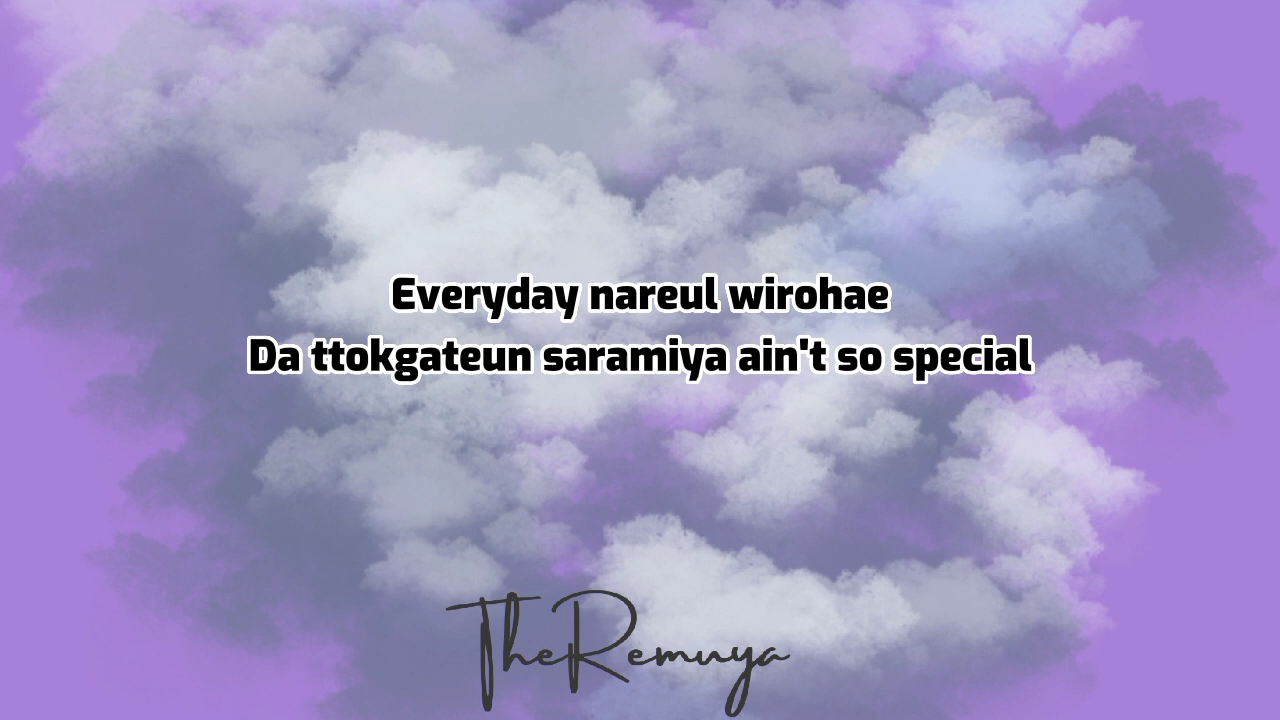 Everyday nareul wirohae
Da ttokgateun saramiya ain't so special
TheRemuya